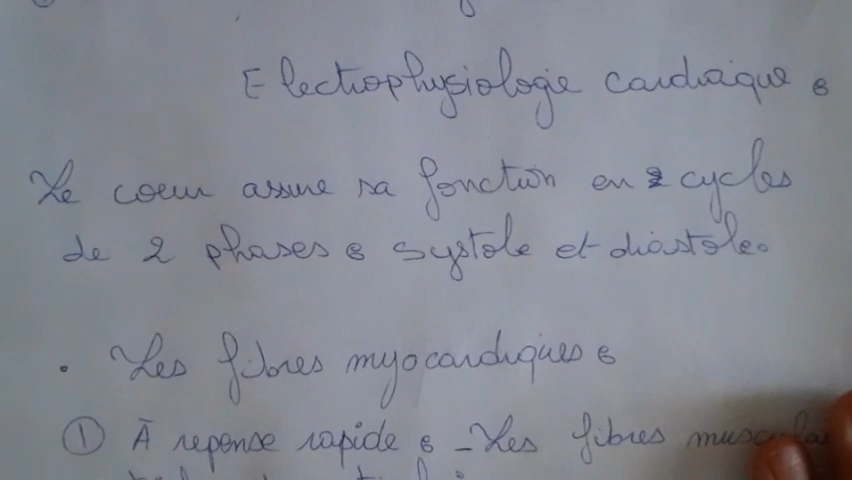 Electrophysiologie cardiaque :
Le coeur assure sa fonction en 2 cycles
de 2 phases : systole et diastole.
. Les fibres myocardiques :
① À reponse rapide : - Les fibres